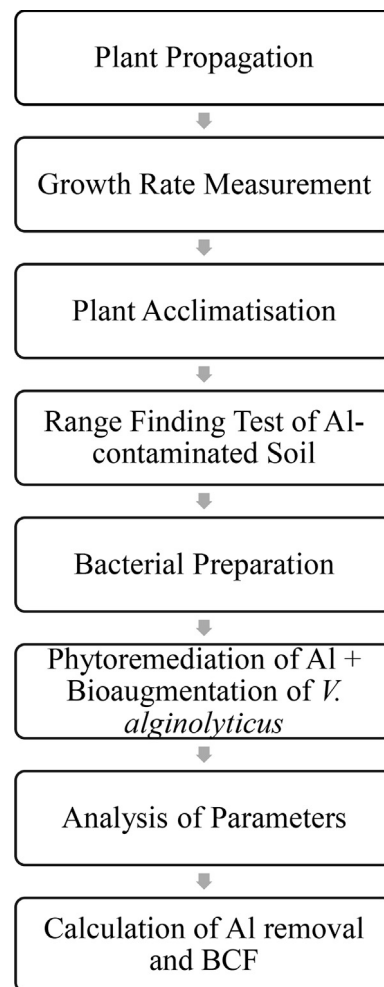 Plant Propagation
Growth Rate Measurement
Plant Acclimatisation
Range Finding Test of Al-
contaminated Soil
Bacterial Preparation
Phytoremediation of Al +
Bioaugmentation of V.
alginolyticus
Analysis of Parameters
Calculation of Al removal
and BCF